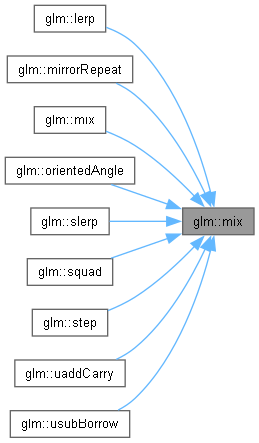 glm::lerp
glm::mirrorRepeat
glm::mix
glm::orientedAngle
glm::slerp
glm::mix
glm::squad
glm::step
glm::uaddCarry
glm::usubBorrow